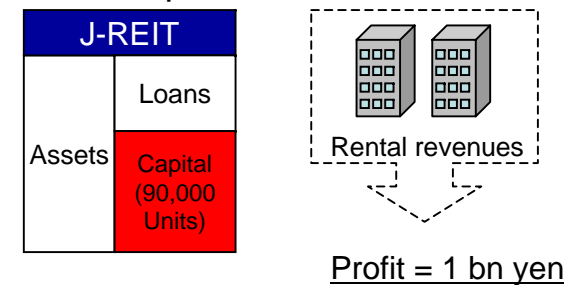 J-REIT
Assets
Loans
Capital
(90,000
Units)
Rental revenues
Profit = 1 bn yen